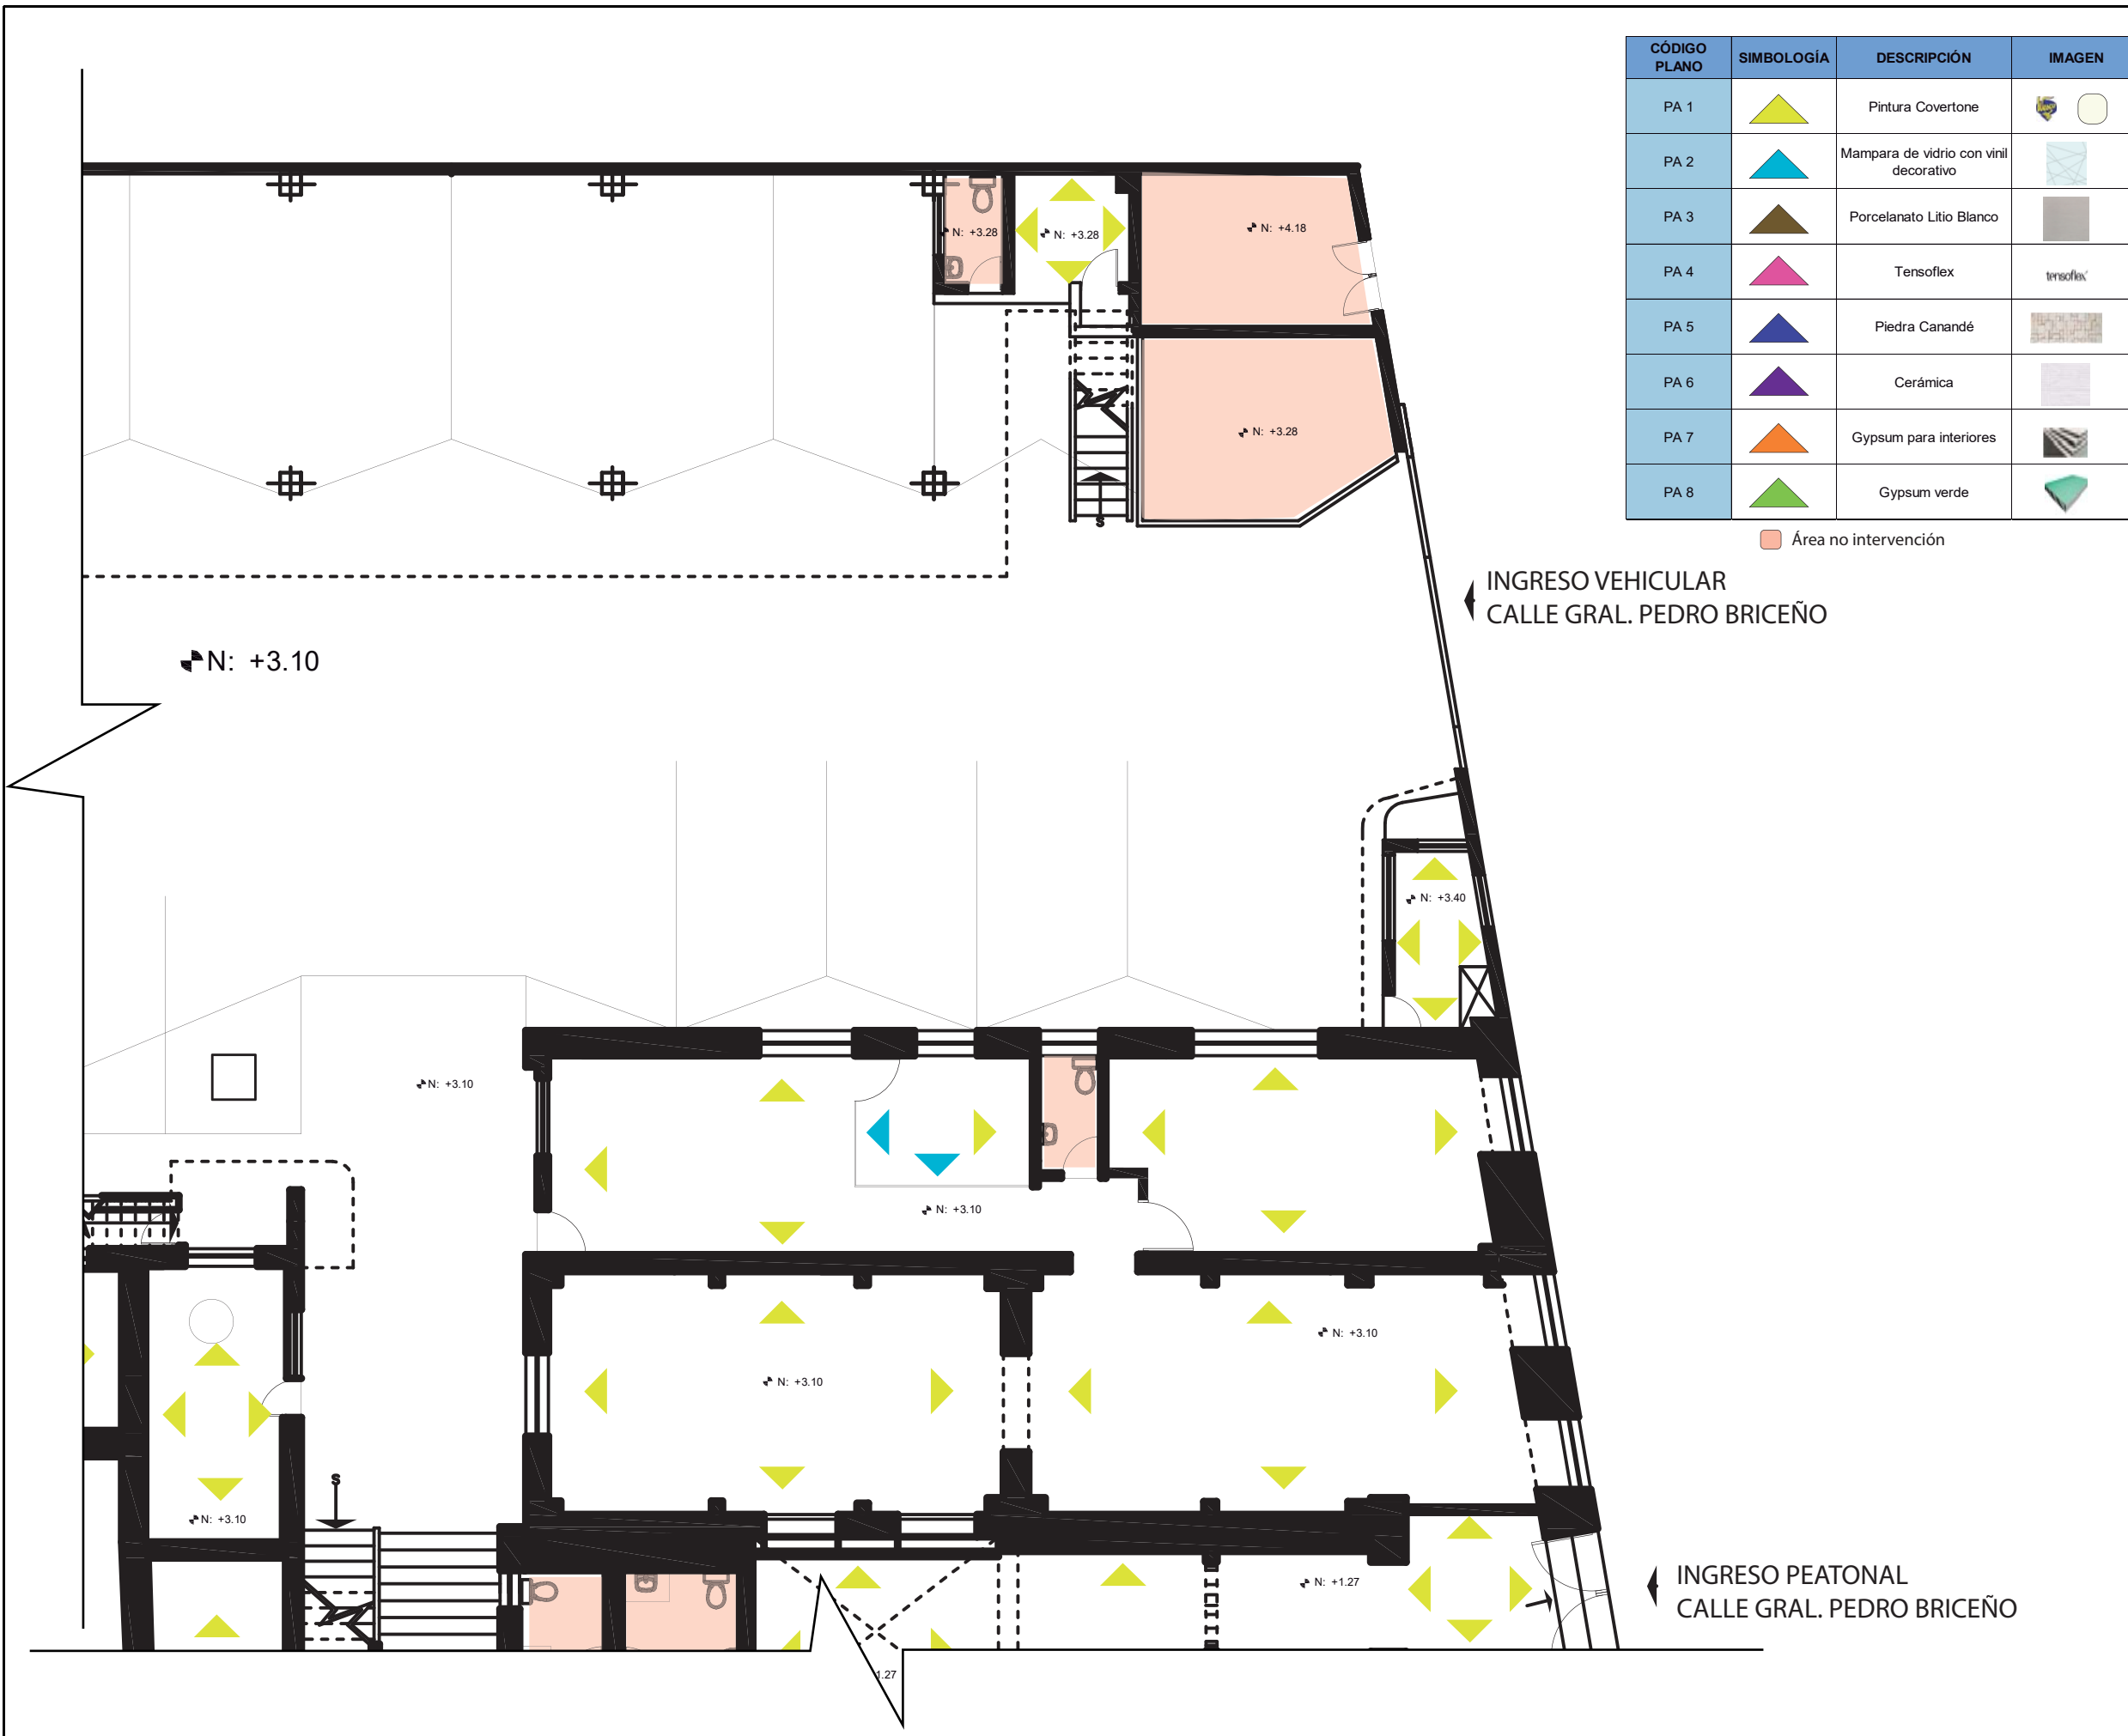 CÓDIGO PLANO SIMBOLOGÍA DESCRIPCIÓN IMAGEN
PA 1 Pintura Covertone
PA 2 Mampara de vidrio con vinil decorativo
PA 3 Porcelanato Litio Blanco
PA 4 Tensoflex tensoflex
PA 5 Piedra Canandé
PA 6 Cerámica
PA 7 Gypsum para interiores
PA 8 Gypsum verde
Área no intervención
N: +3.28
N: +3.28
N: +4.18
N: +3.28
S
INGRESO VEHICULAR
CALLE GRAL. PEDRO BRICEÑO
N: +3.10
N: +3.40
N: +3.10
N: +3.10
N: +3.10
N: +3.10
S
N: +3.10
N: +1.27
INGRESO PEATONAL
CALLE GRAL. PEDRO BRICEÑO
1.27